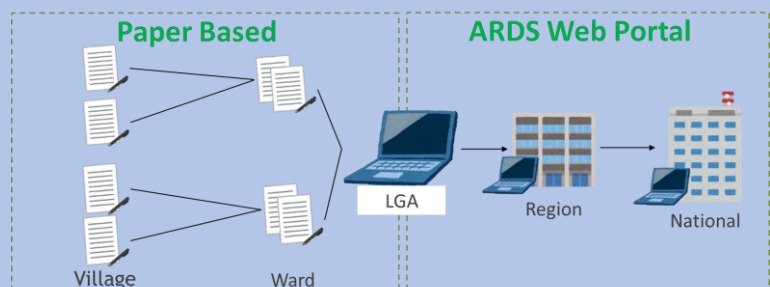 Paper Based
ARDS Web Portal
LGA
Region
National
Village
Ward